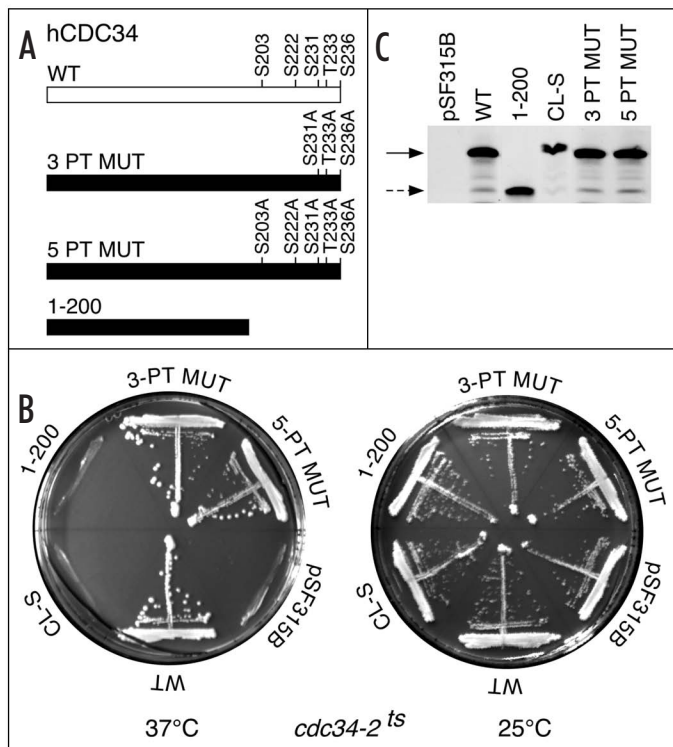 A
hCDC34
WT
S203
S222
S231
T233
S236
3 PT MUT
S231A
T233A
S236A
5 PT MUT
S203A
S222A
S231A
T233A
S236A
1-200
C
pSF315B
WT
1-200
CL-S
3 PT MUT
5 PT MUT
B
3-PT MUT
5-PT MUT
pSF315B
WT
CL-S
1-200
3-PT MUT
5-PT MUT
pSF315B
WT
CL-S
1-200
37°C
cdc34-2 ts
25°C